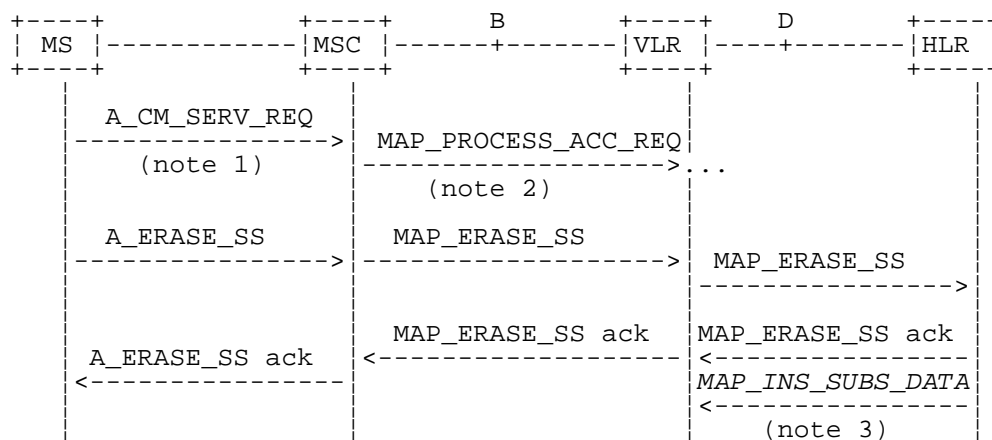 B D
MS MSC VLR HLR
A_CM_SERV_REQ
MAP_PROCESS_ACC_REQ
(note 1)
...
(note 2)
A_ERASE_SS MAP_ERASE_SS
MAP_ERASE_SS
MAP_ERASE_SS ack MAP_ERASE_SS ack
A_ERASE_SS ack
MAP_INS_SUBS_DATA
(note 3)